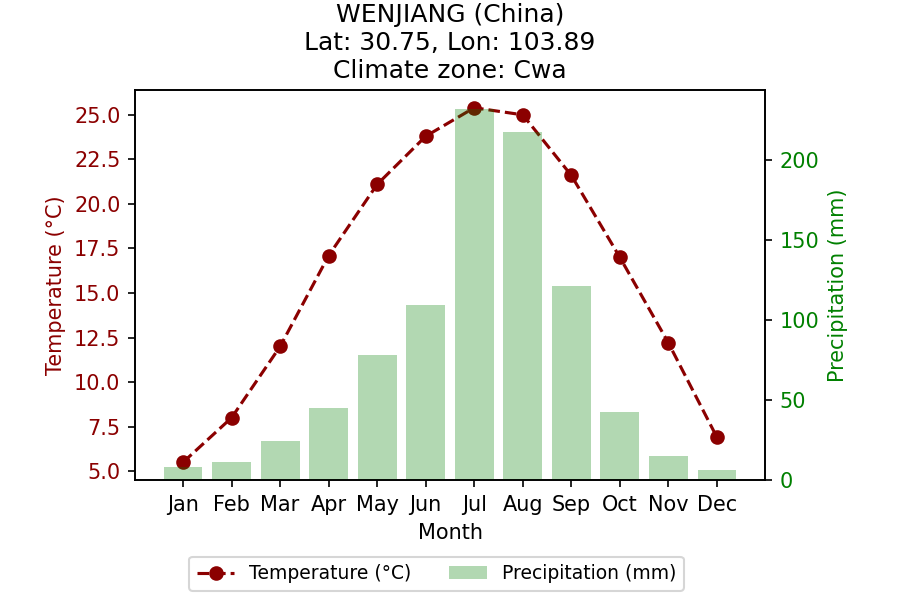 WENJIANG (China)
Lat: 30.75, Lon: 103.89
Climate zone: Cwa
25.0
22.5
20.0
17.5
15.0
12.5
10.0
7.5
5.0
Temperature (°C)
200
150
100
50
0
Precipitation (mm)
Jan Feb Mar Apr May Jun Jul Aug Sep Oct Nov Dec
Month
Temperature (°C) Precipitation (mm)